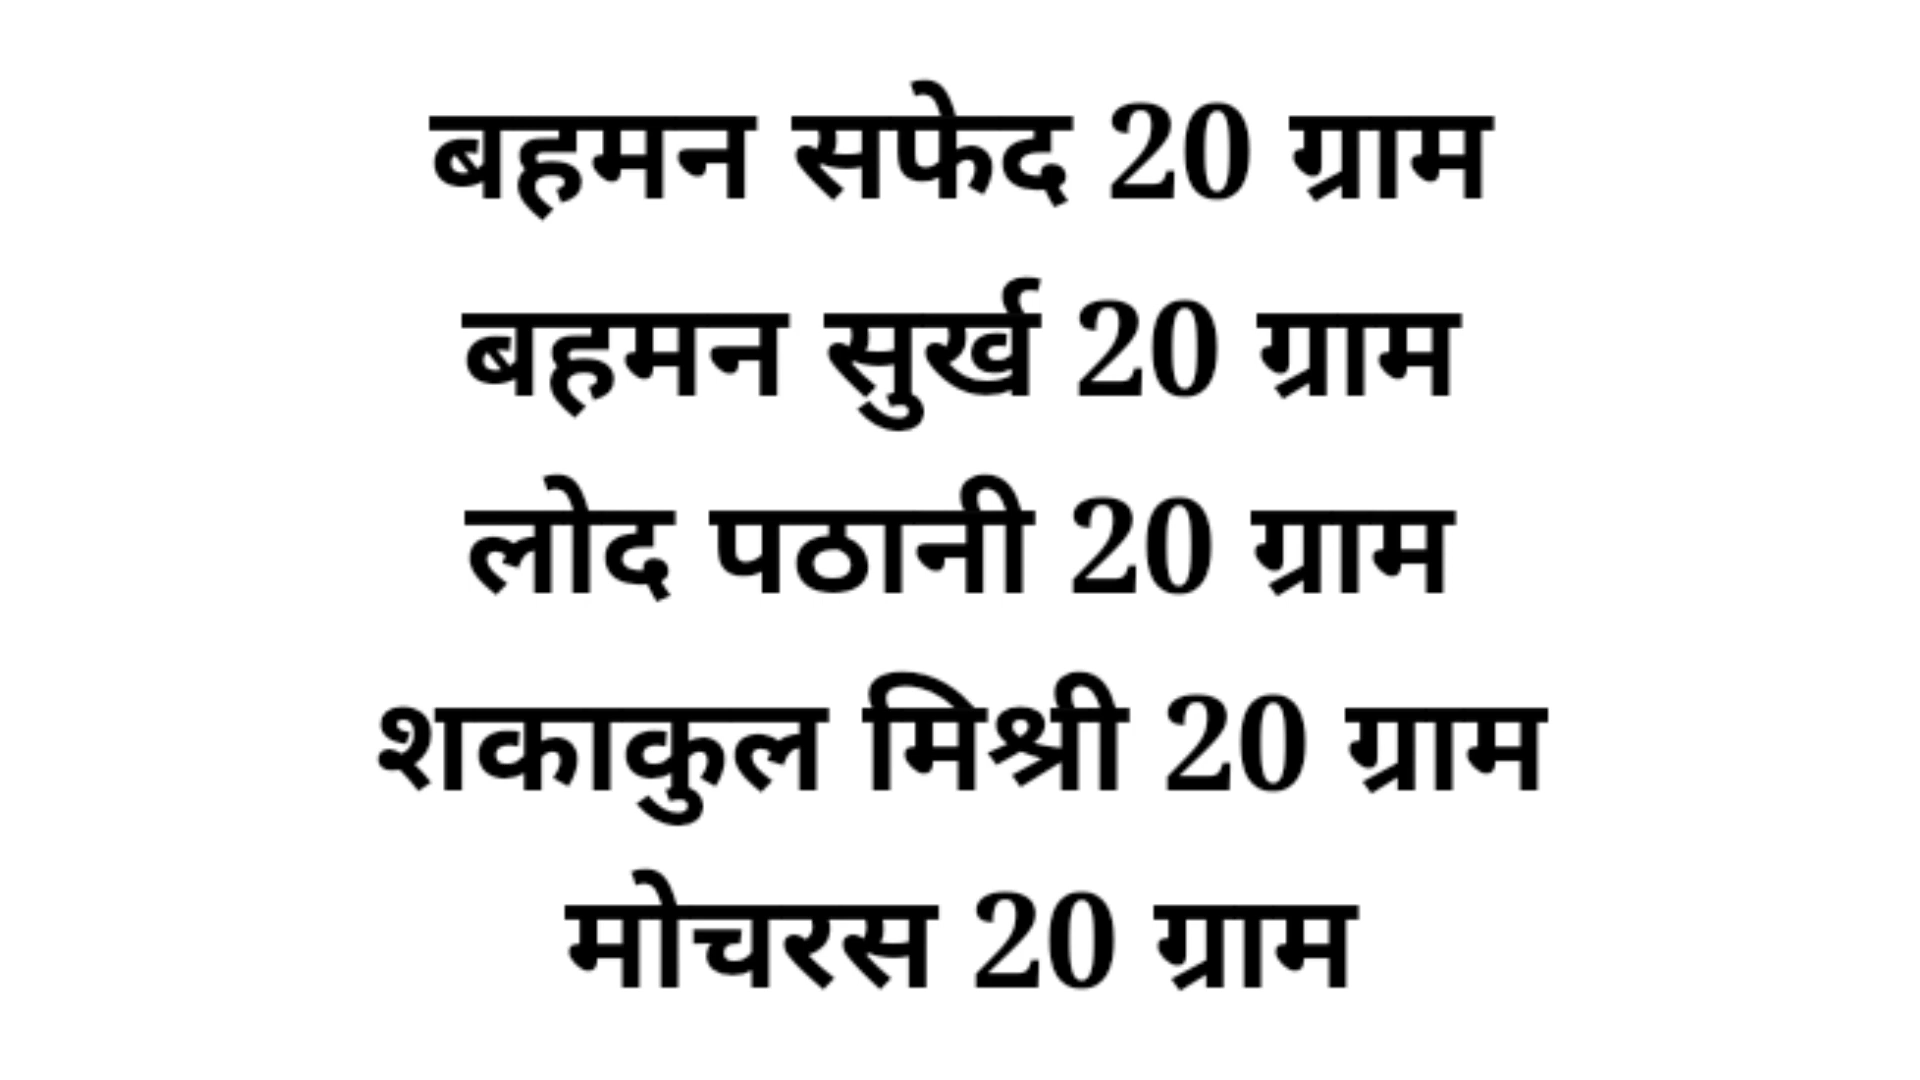 बहमन सफेद 20 ग्राम
बहमन सुर्ख 20 ग्राम
लोद पठानी 20 ग्राम
शकाकुल मिश्री 20 ग्राम
मोचरस 20 ग्राम